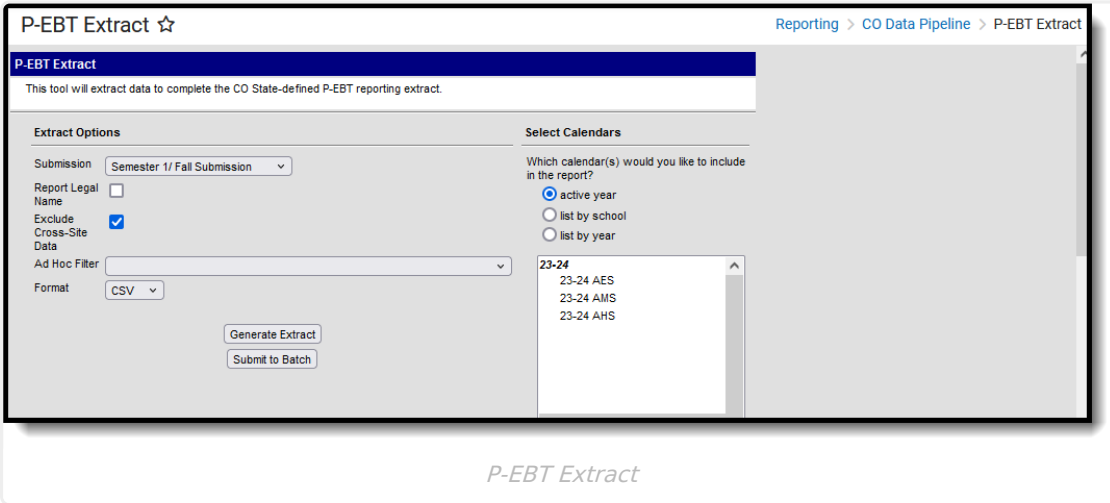 P-EBT Extract
Reporting > CO Data Pipeline > P-EBT Extract
P-EBT Extract
This tool will extract data to complete the CO State-defined P-EBT reporting extract.
Extract Options
Submission
Semester 1/ Fall Submission
Report Legal
Name
Exclude
Cross-Site
Data
Ad Hoc Filter
Format
CSV
Generate Extract
Submit to Batch
Select Calendars
Which calendar(s) would you like to include
in the report?
active year
list by school
list by year
23-24
23-24 AES
23-24 AMS
23-24 AHS
P-EBT Extract